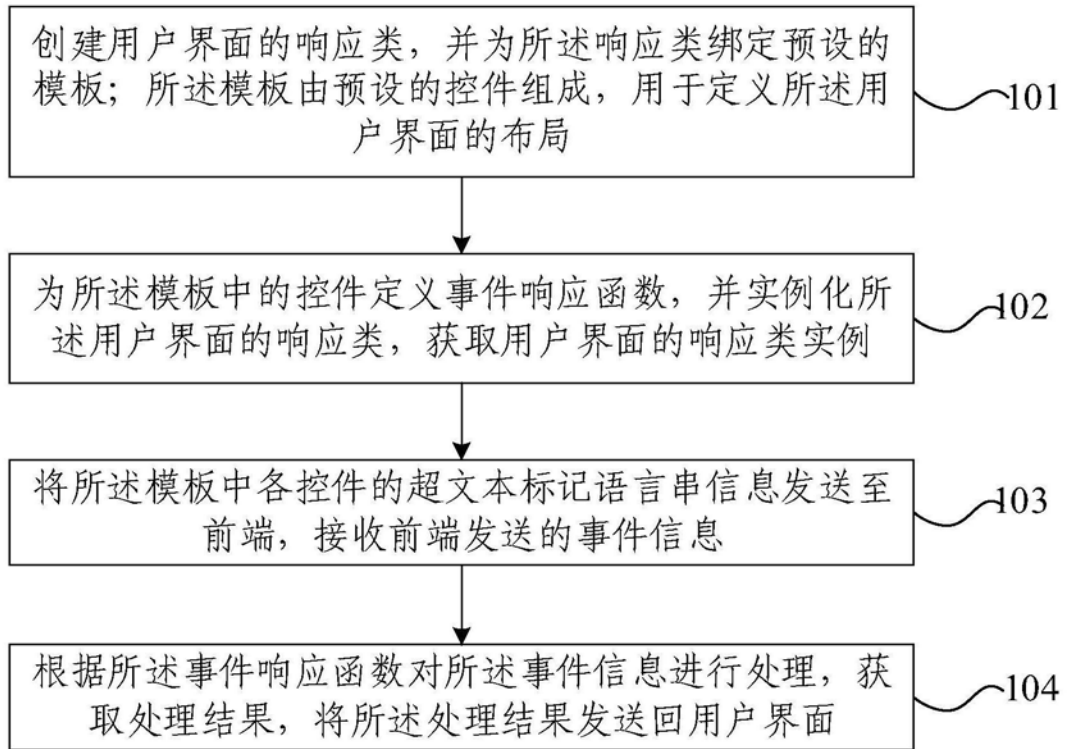 创建用户界面的响应类，并为所述响应类绑定预设的
模板；所述模板由预设的控件组成，用于定义所述用
户界面的布局
101
为所述模板中的控件定义事件响应函数，并实例化所
述用户界面的响应类，获取用户界面的响应类实例
102
将所述模板中各控件的超文本标记语言串信息发送至
前端，接收前端发送的事件信息
103
根据所述事件响应函数对所述事件信息进行处理，获
取处理结果，将所述处理结果发送回用户界面
104